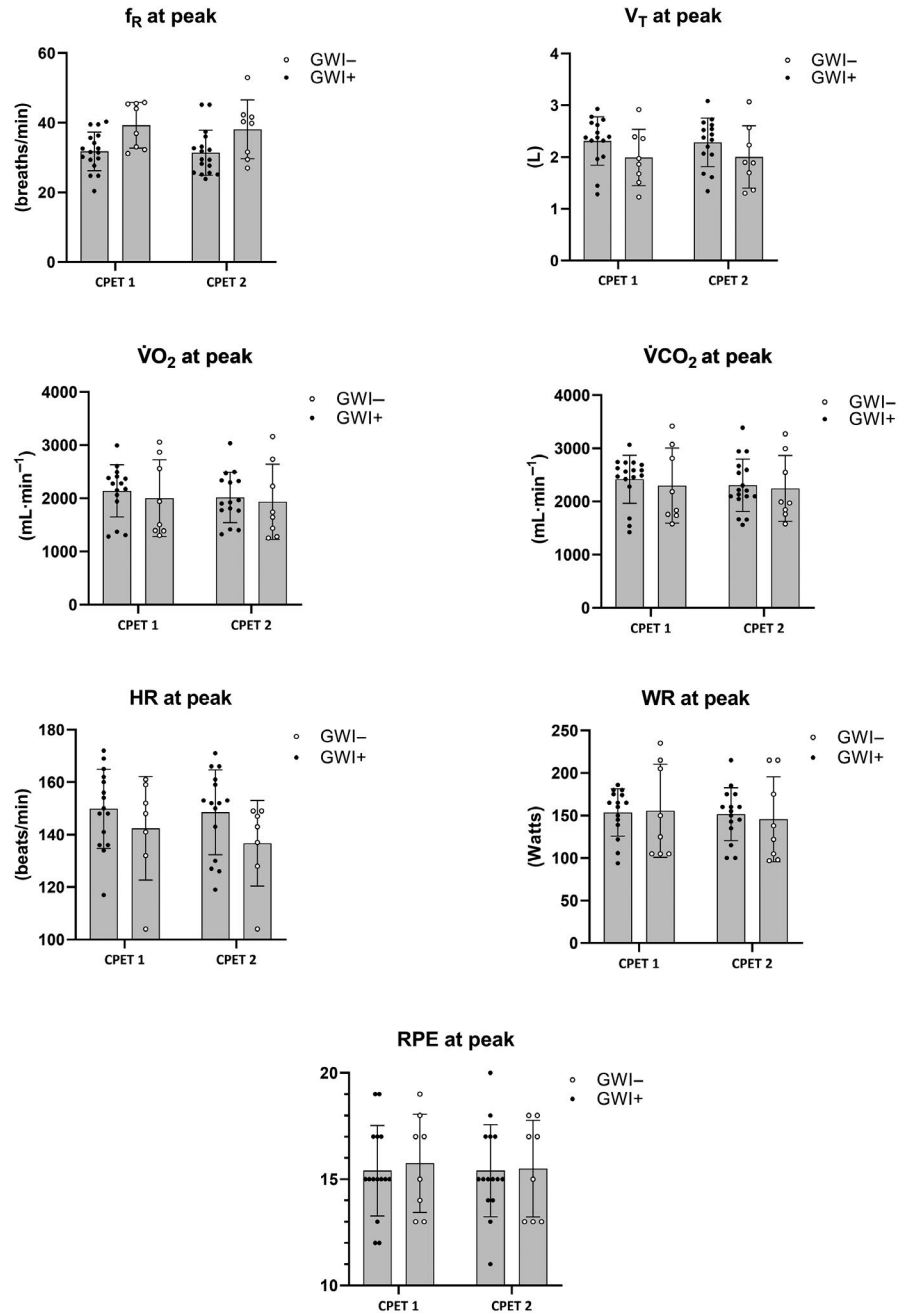 f_R at peak
GWI–
GWI+
60
40
20
0
(breaths/min)
CPET 1
CPET 2
V_T at peak
GWI–
GWI+
4
3
2
1
0
(L)
CPET 1
CPET 2
V̇O₂ at peak
GWI–
GWI+
4000
3000
2000
1000
0
(mL·min⁻¹)
CPET 1
CPET 2
V̇CO₂ at peak
GWI–
GWI+
4000
3000
2000
1000
0
(mL·min⁻¹)
CPET 1
CPET 2
HR at peak
GWI–
GWI+
180
160
140
120
100
(beats/min)
CPET 1
CPET 2
WR at peak
GWI–
GWI+
250
200
150
100
50
0
(Watts)
CPET 1
CPET 2
RPE at peak
GWI–
GWI+
20
15
10
CPET 1
CPET 2